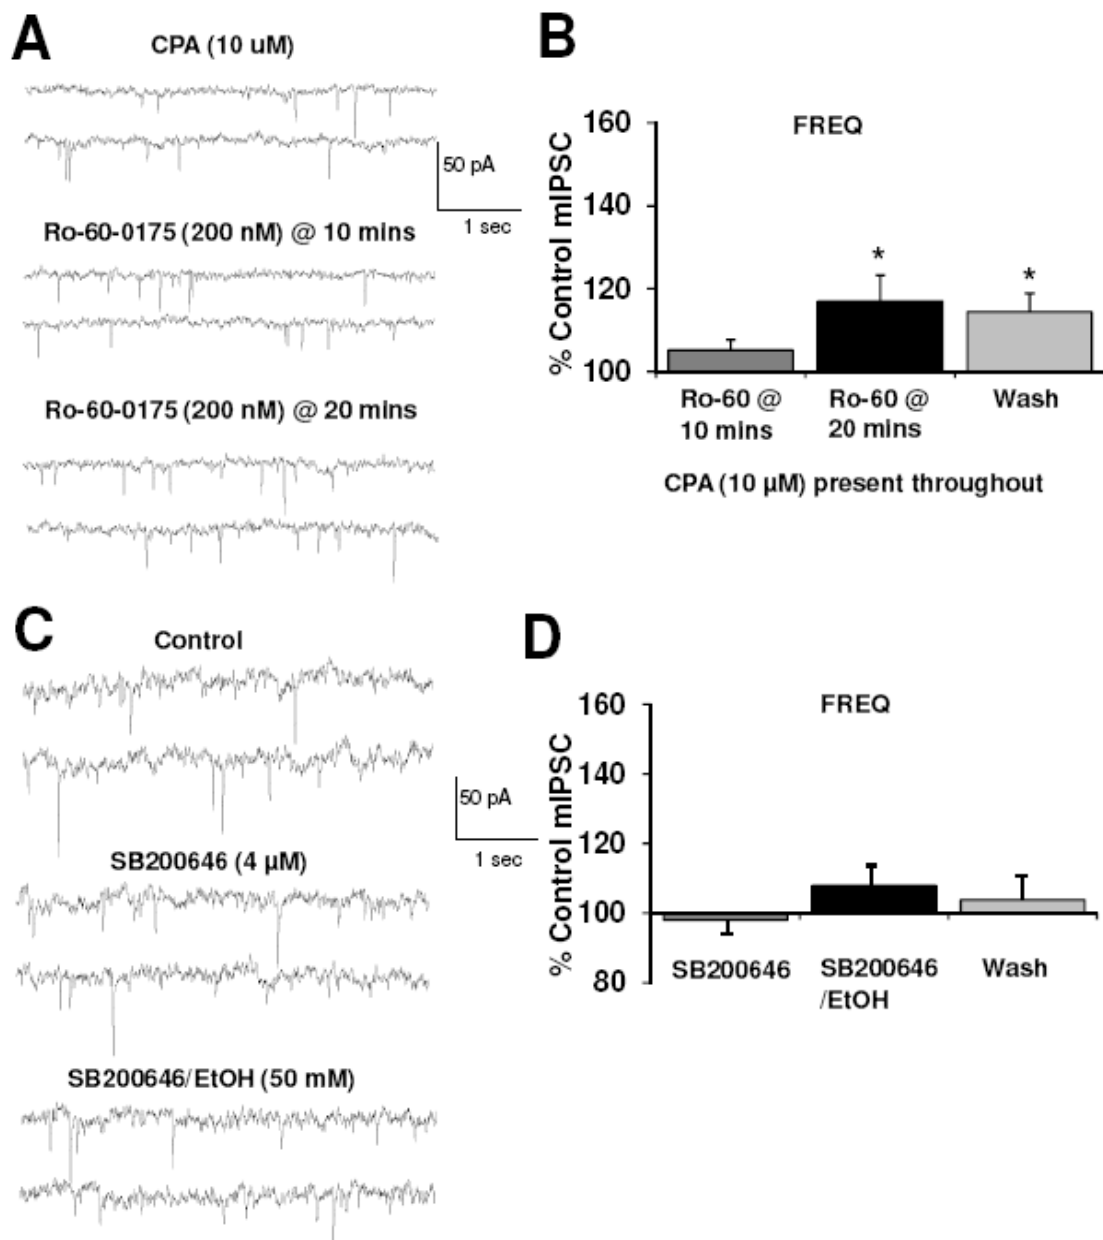 A
CPA (10 uM)
50 pA
1 sec
Ro-60-0175 (200 nM) @ 10 mins
Ro-60-0175 (200 nM) @ 20 mins
B
FREQ
% Control mIPSC
160
140
120
100
*
*
Ro-60 @
10 mins
Ro-60 @
20 mins
Wash
CPA (10 µM) present throughout
C
Control
50 pA
1 sec
SB200646 (4 µM)
SB200646/EtOH (50 mM)
D
FREQ
% Control mIPSC
160
140
120
100
80
SB200646
SB200646
/EtOH
Wash